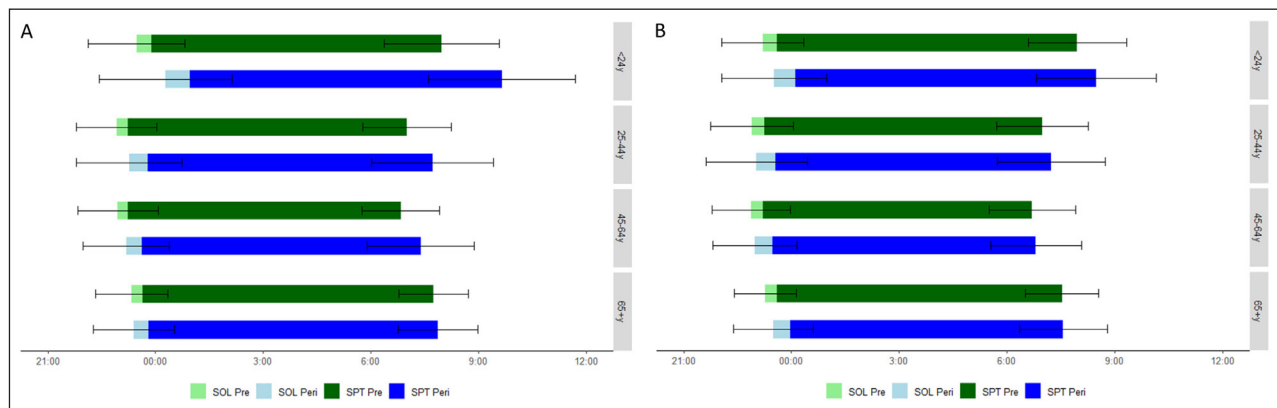 A
<24y
25-44y
45-64y
65+y
21:00 00:00 3:00 6:00 9:00 12:00
SOL Pre SOL Peri SPT Pre SPT Peri
B
<24y
25-44y
45-64y
65+y
21:00 00:00 3:00 6:00 9:00 12:00
SOL Pre SOL Peri SPT Pre SPT Peri